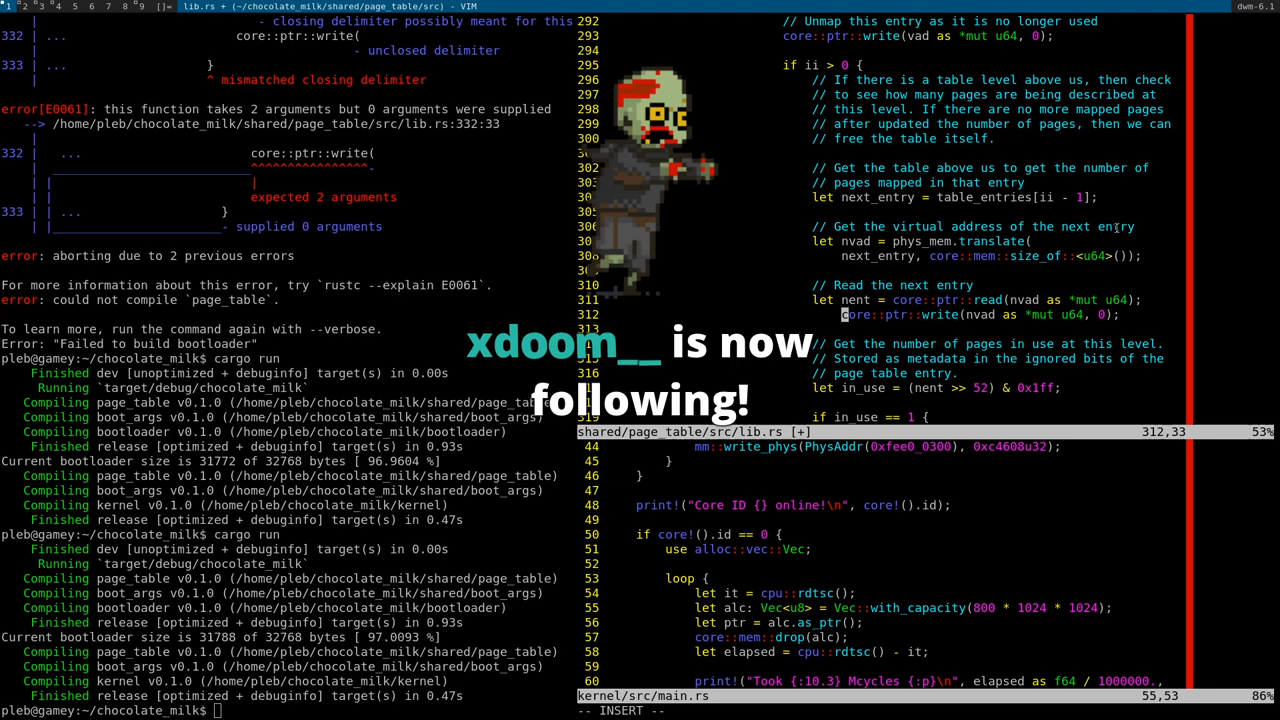 1 2 3 4 5 6 7 8 9 []= lib.rs + (~/chocolate_milk/shared/page_table/src) - VIM dwm-6.1
- closing delimiter possibly meant for this
332 | ... core::ptr::write(
| - unclosed delimiter
333 | ... }
| ^ mismatched closing delimiter
error[E0061]: this function takes 2 arguments but 0 arguments were supplied
--> /home/pleb/chocolate_milk/shared/page_table/src/lib.rs:332:33
|
332 | ... core::ptr::write(
| ____________________________^^^^^^^^^^^^^^^^-
| | |
| | expected 2 arguments
333 | | ... }
| |_______________________- supplied 0 arguments
error: aborting due to 2 previous errors
For more information about this error, try `rustc --explain E0061`.
error: could not compile `page_table`.
To learn more, run the command again with --verbose.
Error: "Failed to build bootloader"
pleb@gamey:~/chocolate_milk$ cargo run
Finished dev [unoptimized + debuginfo] target(s) in 0.00s
Running `target/debug/chocolate_milk`
Compiling page_table v0.1.0 (/home/pleb/chocolate_milk/shared/page_table)
Compiling boot_args v0.1.0 (/home/pleb/chocolate_milk/shared/boot_args)
Compiling bootloader v0.1.0 (/home/pleb/chocolate_milk/bootloader)
Finished release [optimized + debuginfo] target(s) in 0.93s
Current bootloader size is 31772 of 32768 bytes [ 96.9604 %]
Compiling page_table v0.1.0 (/home/pleb/chocolate_milk/shared/page_table)
Compiling boot_args v0.1.0 (/home/pleb/chocolate_milk/shared/boot_args)
Compiling kernel v0.1.0 (/home/pleb/chocolate_milk/kernel)
Finished release [optimized + debuginfo] target(s) in 0.47s
pleb@gamey:~/chocolate_milk$ cargo run
Finished dev [unoptimized + debuginfo] target(s) in 0.00s
Running `target/debug/chocolate_milk`
Compiling page_table v0.1.0 (/home/pleb/chocolate_milk/shared/page_table)
Compiling boot_args v0.1.0 (/home/pleb/chocolate_milk/shared/boot_args)
Compiling bootloader v0.1.0 (/home/pleb/chocolate_milk/bootloader)
Finished release [optimized + debuginfo] target(s) in 0.93s
Current bootloader size is 31788 of 32768 bytes [ 97.0093 %]
Compiling page_table v0.1.0 (/home/pleb/chocolate_milk/shared/page_table)
Compiling boot_args v0.1.0 (/home/pleb/chocolate_milk/shared/boot_args)
Compiling kernel v0.1.0 (/home/pleb/chocolate_milk/kernel)
Finished release [optimized + debuginfo] target(s) in 0.47s
pleb@gamey:~/chocolate_milk$
292 // Unmap this entry as it is no longer used
293 core::ptr::write(vad as *mut u64, 0);
294
295 if ii > 0 {
296 // If there is a table level above us, then check
297 // to see how many pages are being described at
298 // this level. If there are no more mapped pages
299 // after updated the number of pages, then we can
300 // free the table itself.
302 // Get the table above us to get the number of
303 // pages mapped in that entry
let next_entry = table_entries[ii - 1];
305
306 // Get the virtual address of the next entry
let nvad = phys_mem.translate(
308 next_entry, core::mem::size_of::<u64>());
309
310 // Read the next entry
311 let nent = core::ptr::read(nvad as *mut u64);
312 core::ptr::write(nvad as *mut u64, 0);
313
// Get the number of pages in use at this level.
// Stored as metadata in the ignored bits of the
316 // page table entry.
let in_use = (nent >> 52) & 0x1ff;
319 if in_use == 1 {
xdoom__ is now
following!
shared/page_table/src/lib.rs [+] 312,33 53%
44 mm::write_phys(PhysAddr(0xfee0_0300), 0xc4608u32);
45 }
46 }
47
48 print!("Core ID {} online!\n", core!().id);
49
50 if core!().id == 0 {
51 use alloc::vec::Vec;
52
53 loop {
54 let it = cpu::rdtsc();
55 let alc: Vec<u8> = Vec::with_capacity(800 * 1024 * 1024);
56 let ptr = alc.as_ptr();
57 core::mem::drop(alc);
58 let elapsed = cpu::rdtsc() - it;
59
60 print!("Took {:10.3} Mcycles {:p}\n", elapsed as f64 / 1000000.,
kernel/src/main.rs 55,53 86%
-- INSERT --